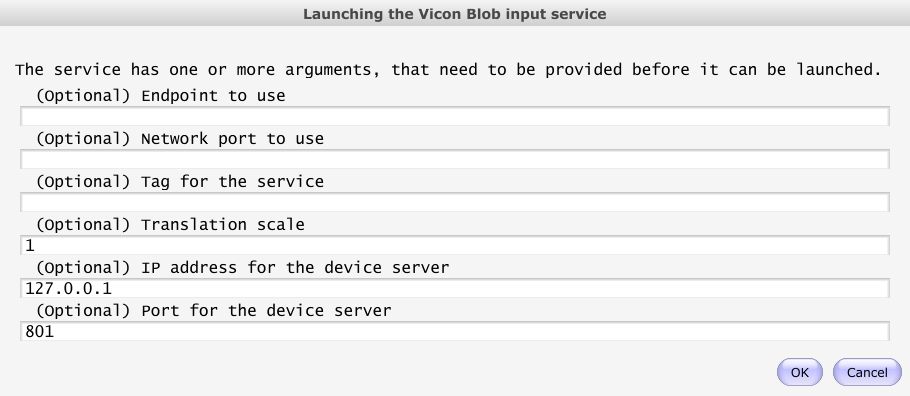 Launching the Vicon Blob input service
The service has one or more arguments, that need to be provided before it can be launched.
(Optional) Endpoint to use
(Optional) Network port to use
(Optional) Tag for the service
(Optional) Translation scale
1
(Optional) IP address for the device server
127.0.0.1
(Optional) Port for the device server
801
OK Cancel